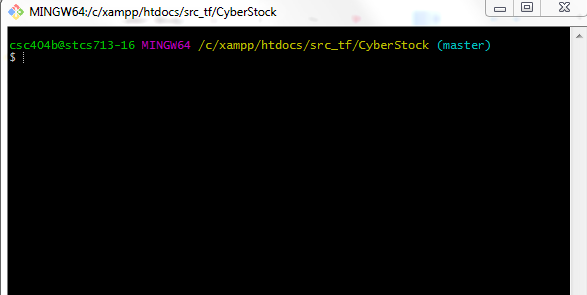 MINGW64:/c/xampp/htdocs/src_tf/CyberStock
csc404b@stcs713-16 MINGW64 /c/xampp/htdocs/src_tf/CyberStock (master)
$